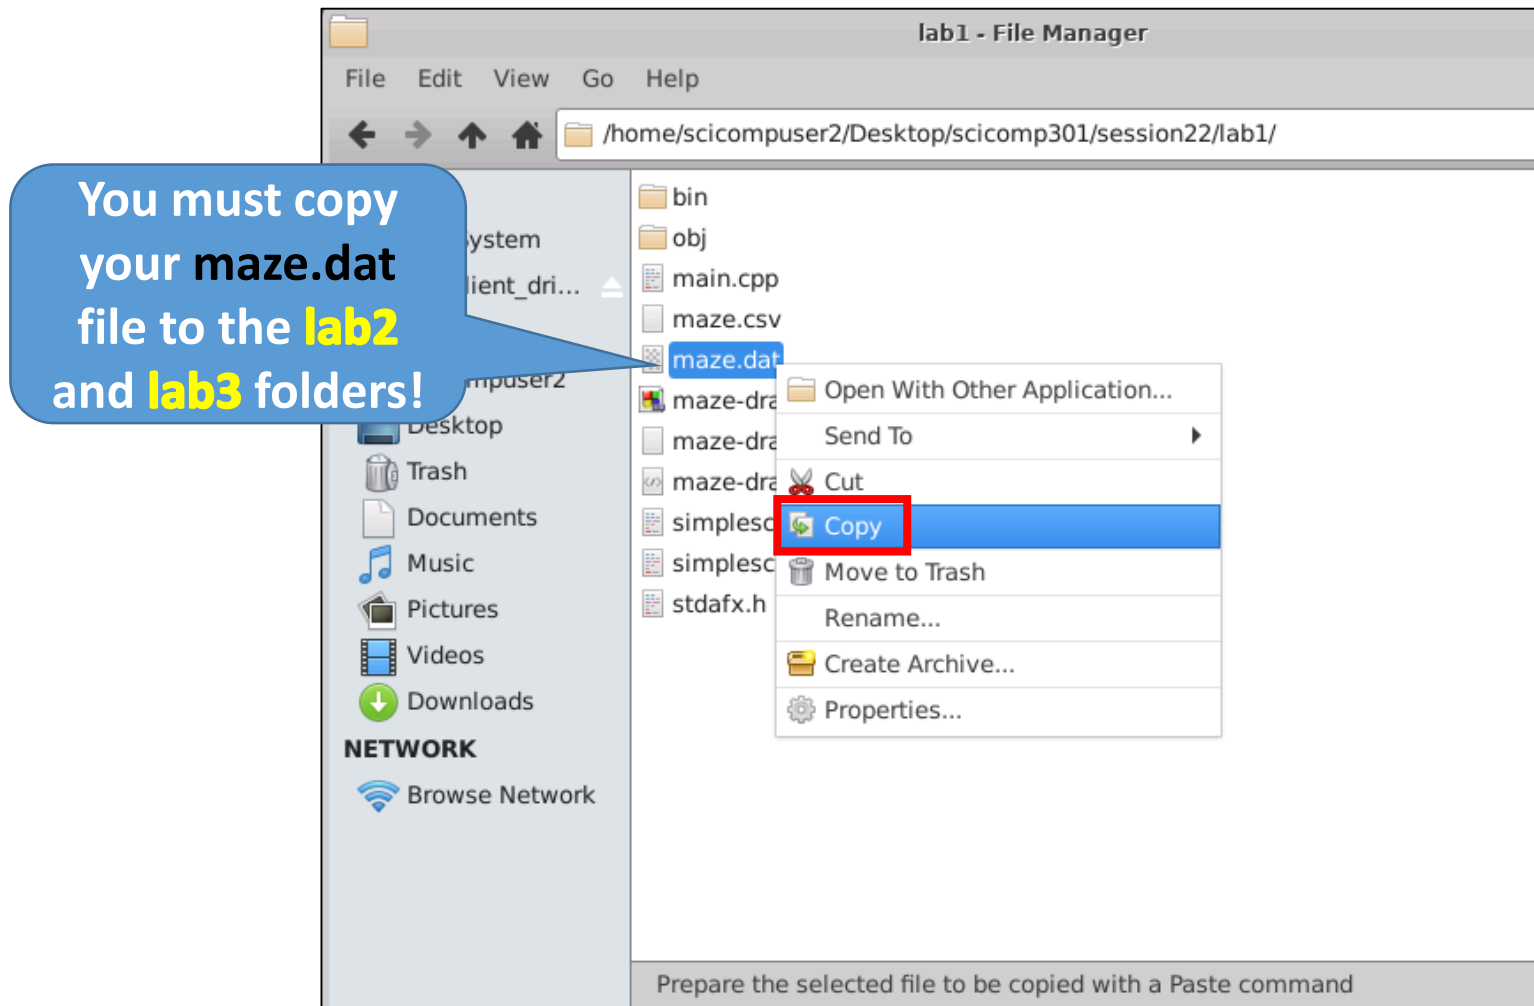 lab1 - File Manager
File Edit View Go Help
/home/scicompuser2/Desktop/scicomp301/session22/lab1/
You must copy
your maze.dat
file to the lab2
and lab3 folders!
Desktop
Trash
Documents
Music
Pictures
Videos
Downloads
NETWORK
Browse Network
bin
obj
main.cpp
maze.csv
maze.dat
maze-dra
maze-dra
maze-dra
simplesc
simplesc
stdafx.h
Open With Other Application...
Send To
Cut
Copy
Move to Trash
Rename...
Create Archive...
Properties...
Prepare the selected file to be copied with a Paste command